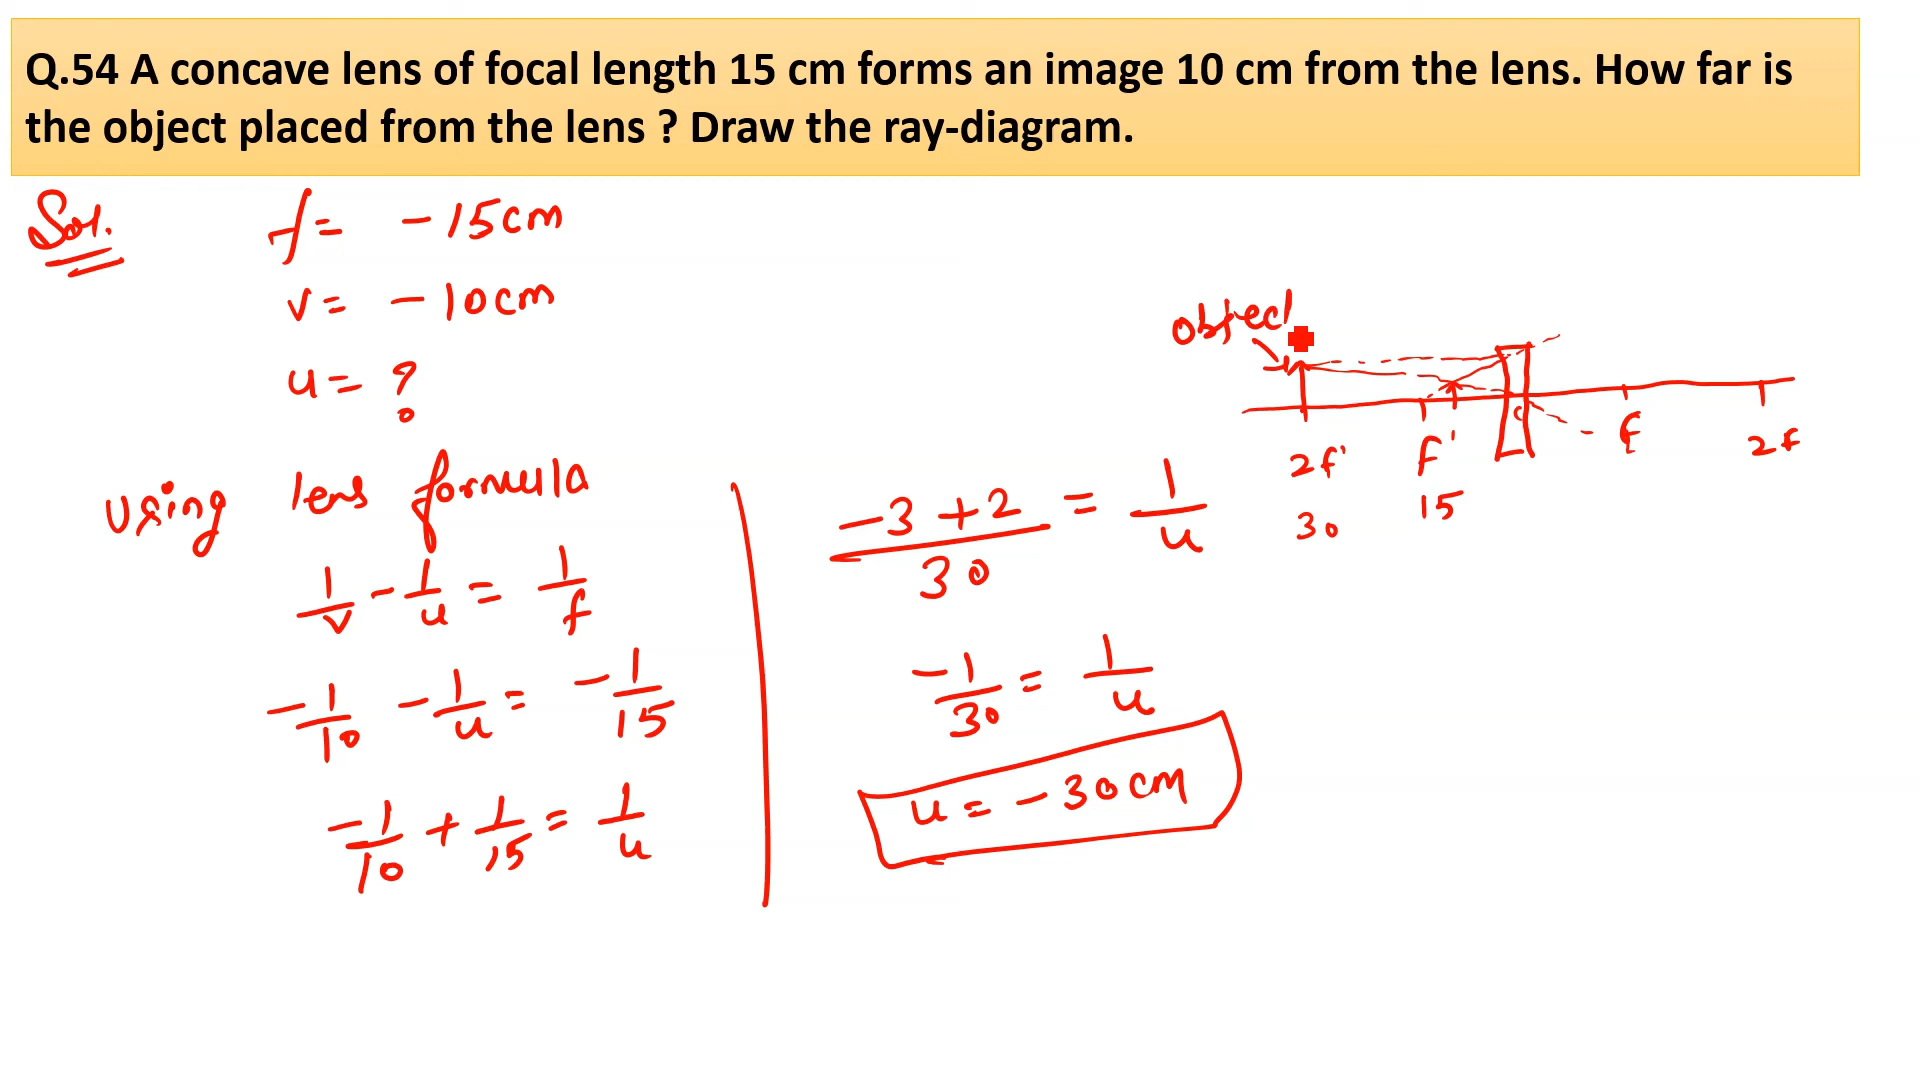 Q.54 A concave lens of focal length 15 cm forms an image 10 cm from the lens. How far is
the object placed from the lens ? Draw the ray-diagram.
Sol.
f = -15cm
v = -10cm
u = ?
Using lens formula
1/v - 1/u = 1/f
-1/10 - 1/u = -1/15
-1/10 + 1/15 = 1/u
(-3+2)/30 = 1/u
-1/30 = 1/u
u = -30cm
Object
2f' F' f 2f
30 15